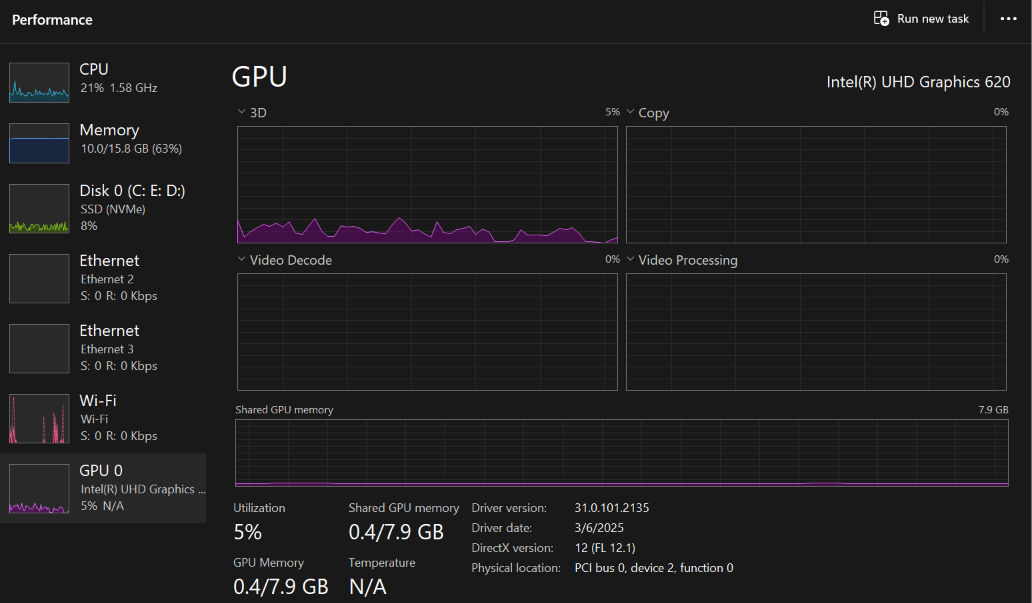 Performance
Run new task
CPU
21% 1.58 GHz
Memory
10.0/15.8 GB (63%)
Disk 0 (C: E: D:)
SSD (NVMe)
8%
Ethernet
Ethernet 2
S: 0 R: 0 Kbps
Ethernet
Ethernet 3
S: 0 R: 0 Kbps
Wi-Fi
Wi-Fi
S: 0 R: 0 Kbps
GPU 0
Intel(R) UHD Graphics ...
5% N/A
GPU
Intel(R) UHD Graphics 620
3D 5%
Copy 0%
Video Decode 0%
Video Processing 0%
Shared GPU memory 7.9 GB
Utilization
5%
Shared GPU memory
0.4/7.9 GB
GPU Memory
0.4/7.9 GB
Temperature
N/A
Driver version: 31.0.101.2135
Driver date: 3/6/2025
DirectX version: 12 (FL 12.1)
Physical location: PCI bus 0, device 2, function 0